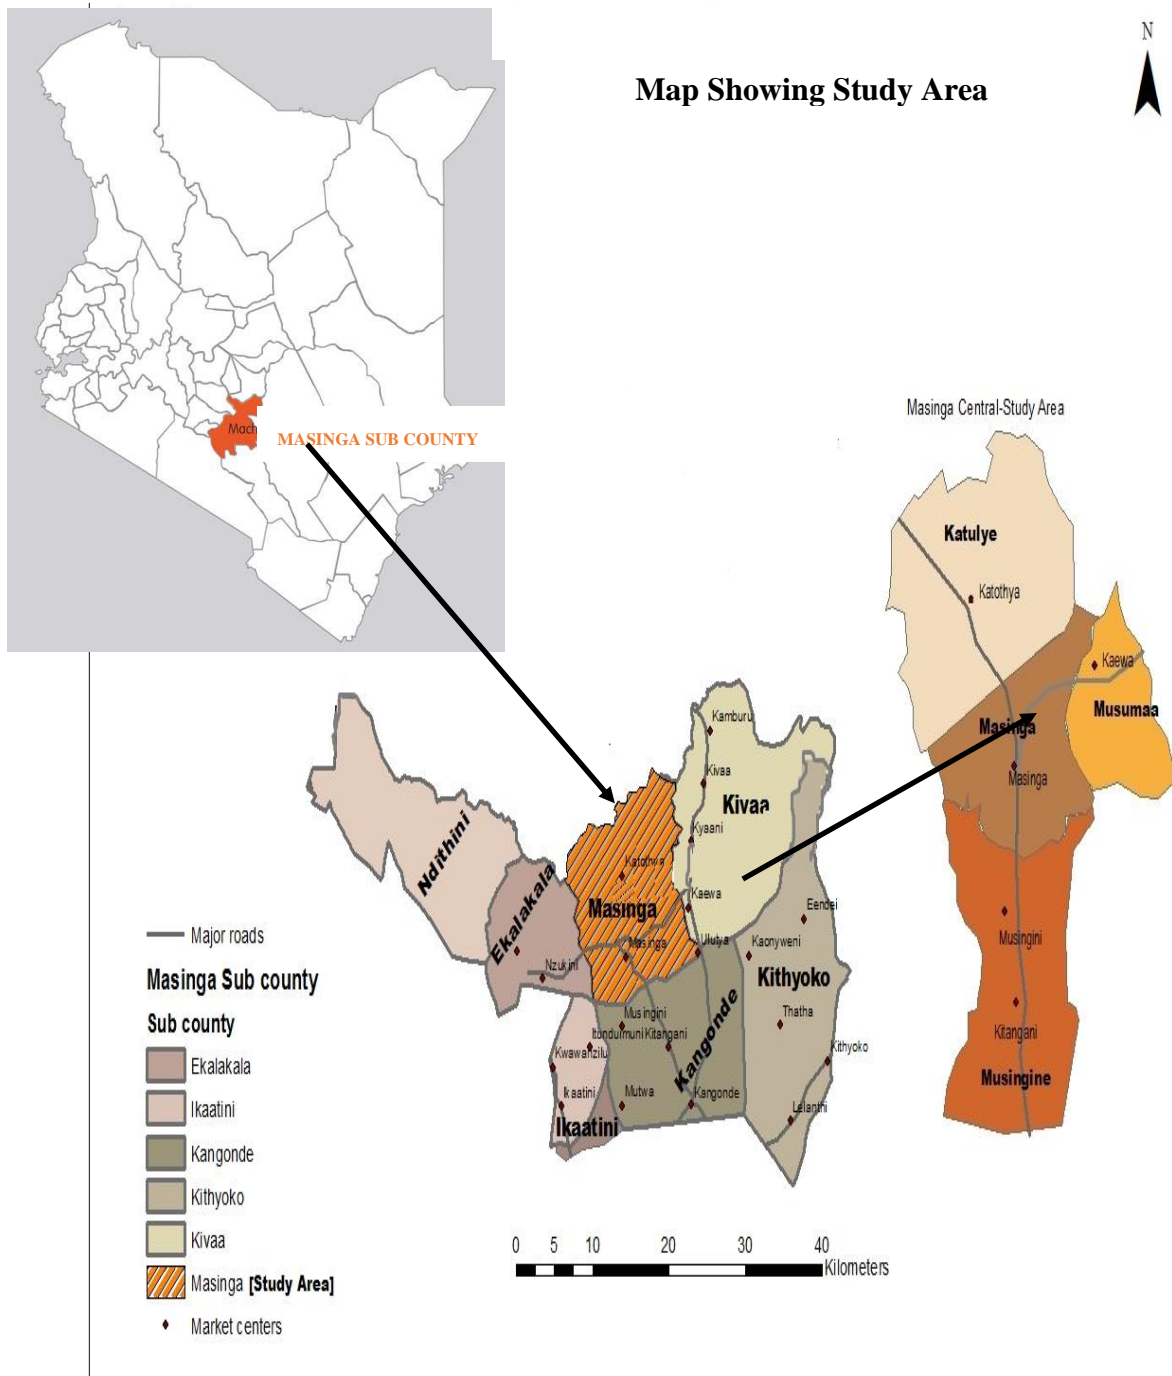 N
Map Showing Study Area
Mach
MASINGA SUB COUNTY
Masinga Central-Study Area
Katulye
Katothya
Kaewa
Musumaa
Masinga
Masinga
Musingini
Kitangani
Musingine
Kamburu
Kivaa
Kivaa
Kyaani
Ndithini
Ekalakala
Katothya
Masinga
Kaewa
Eendei
Nzukini
Masinga
Ulutya
Kaonyweni
Kithyoko
Kangonde
Thatha
Musingini
Itundumuni
Kitangani
Kwawanzilu
Kithyoko
Ikaatini
Mutwa
Kangonde
Lelanthi
Ikaatini
Major roads
Masinga Sub county
Sub county
Ekalakala
Ikaatini
Kangonde
Kithyoko
Kivaa
Masinga [Study Area]
Market centers
0 5 10 20 30 40
Kilometers